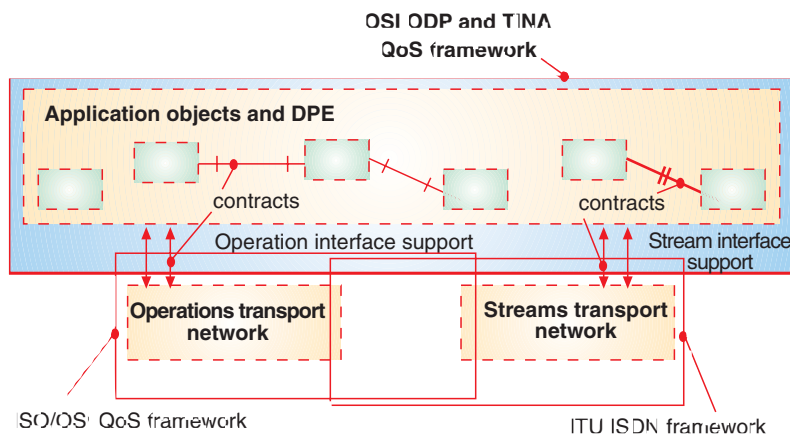 OSI ODP and TINA
QoS framework
Application objects and DPE
contracts
contracts
Operation interface support
Stream interface
support
Operations transport
network
Streams transport
network
ISO/OSI QoS framework
ITU ISDN framework